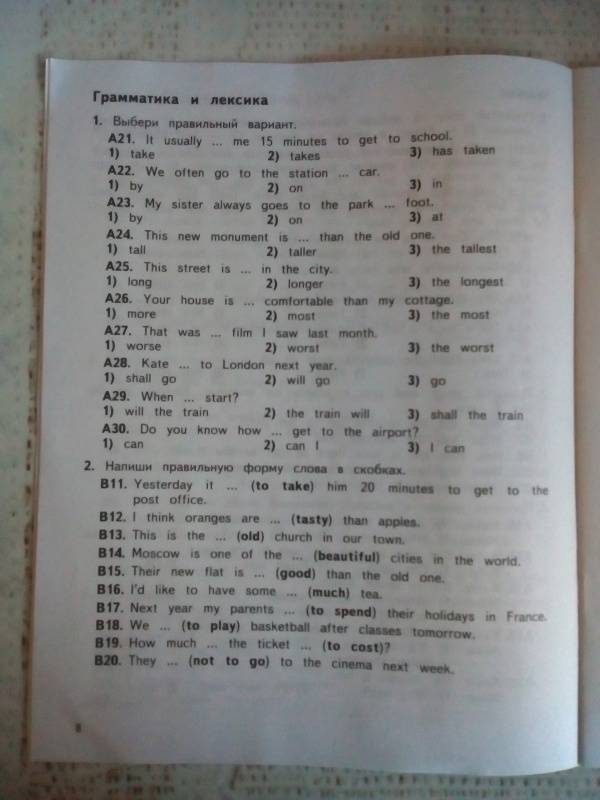 Грамматика и лексика
1. Выбери правильный вариант.
A21. It usually ... me 15 minutes to get to school.
1) take 2) takes 3) has taken
A22. We often go to the station ... car.
1) by 2) on 3) in
A23. My sister always goes to the park ... foot.
1) by 2) on 3) at
A24. This new monument is ... than the old one.
1) tall 2) taller 3) the tallest
A25. This street is ... in the city.
1) long 2) longer 3) the longest
A26. Your house is ... comfortable than my cottage.
1) more 2) most 3) the most
A27. That was ... film I saw last month.
1) worse 2) worst 3) the worst
A28. Kate ... to London next year.
1) shall go 2) will go 3) go
A29. When ... start?
1) will the train 2) the train will 3) shall the train
A30. Do you know how ... get to the airport?
1) can 2) can I 3) I can
2. Напиши правильную форму слова в скобках.
B11. Yesterday it ... (to take) him 20 minutes to get to the
post office.
B12. I think oranges are ... (tasty) than apples.
B13. This is the ... (old) church in our town.
B14. Moscow is one of the ... (beautiful) cities in the world.
B15. Their new flat is ... (good) than the old one.
B16. I'd like to have some ... (much) tea.
B17. Next year my parents ... (to spend) their holidays in France.
B18. We ... (to play) basketball after classes tomorrow.
B19. How much ... the ticket ... (to cost)?
B20. They ... (not to go) to the cinema next week.
8